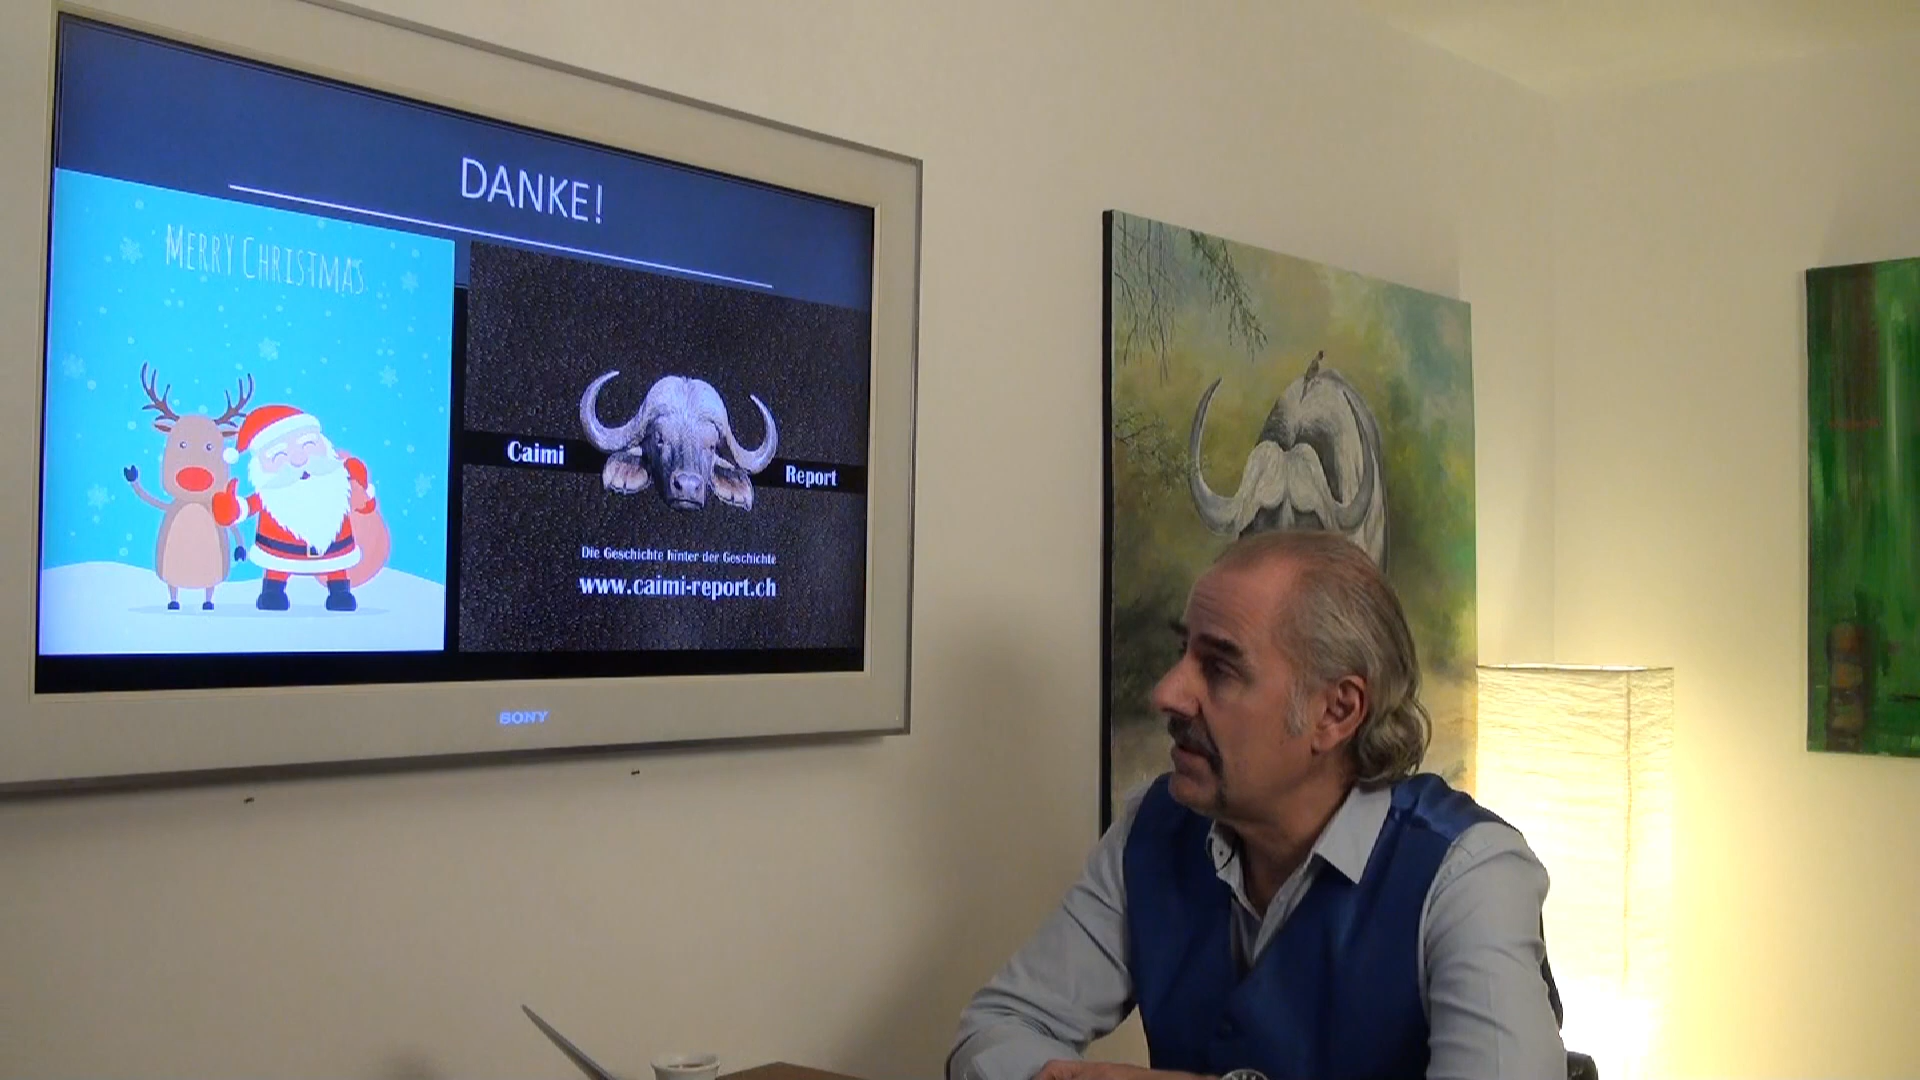 DANKE!
MERRY CHRISTMAS
Caimi
Report
Die Geschichte hinter der Geschichte
www.caimi-report.ch
SONY